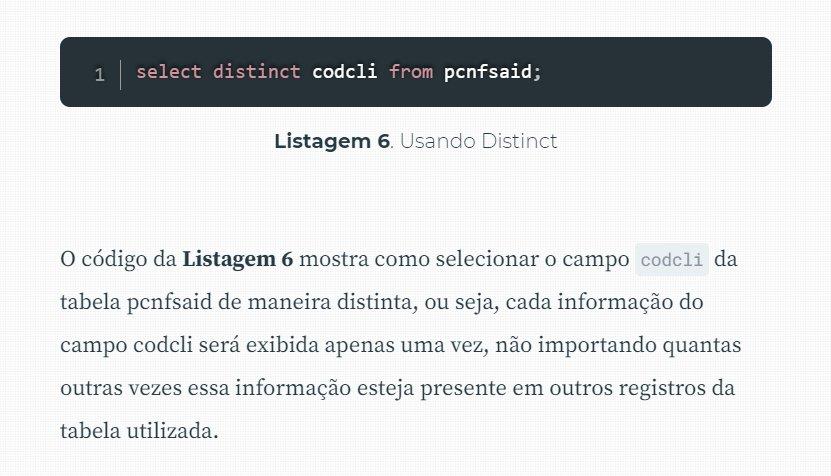 1 select distinct codcli from pcnfsaid;
Listagem 6. Usando Distinct
O código da Listagem 6 mostra como selecionar o campo codcli da
tabela pcnfsaid de maneira distinta, ou seja, cada informação do
campo codcli será exibida apenas uma vez, não importando quantas
outras vezes essa informação esteja presente em outros registros da
tabela utilizada.